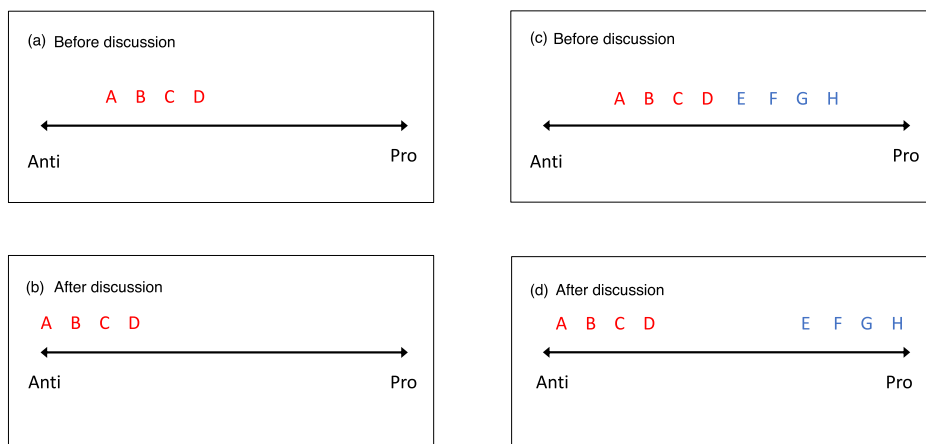 (a) Before discussion
A B C D
Anti
Pro
(c) Before discussion
A B C D E F G H
Anti
Pro
(b) After discussion
A B C D
Anti
Pro
(d) After discussion
A B C D E F G H
Anti
Pro